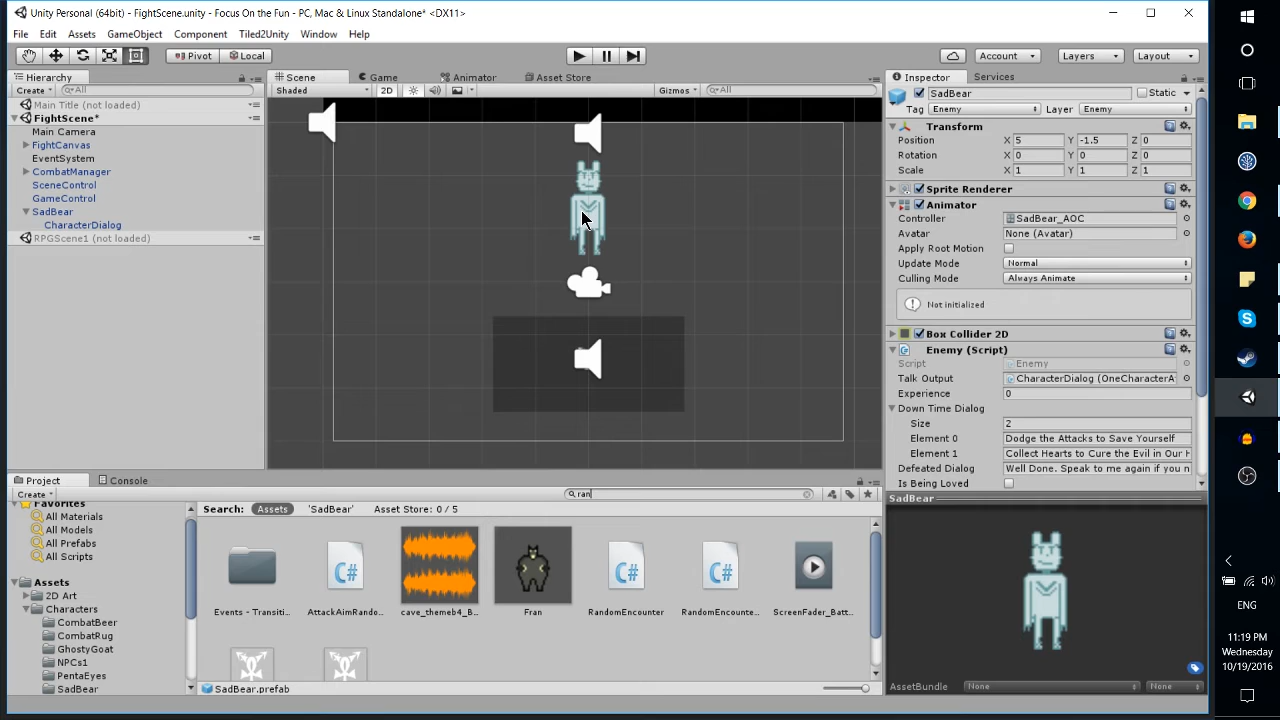 Unity Personal (64bit) - FightScene.unity - Focus On the Fun - PC, Mac & Linux Standalone* <DX11>
File Edit Assets GameObject Component Tiled2Unity Window Help
Pivot Local Account Layers Layout
Hierarchy
Create All
Main Title (not loaded)
FightScene*
Main Camera
FightCanvas
EventSystem
CombatManager
SceneControl
GameControl
SadBear
CharacterDialog
RPGScene1 (not loaded)
Scene Game Animator Asset Store
Shaded 2D Gizmos All
Inspector Services
SadBear Static
Tag Enemy Layer Enemy
Transform
Position X 5 Y -1.5 Z 0
Rotation X 0 Y 0 Z 0
Scale X 1 Y 1 Z 1
Sprite Renderer
Animator
Controller SadBear_AOC
Avatar None (Avatar)
Apply Root Motion
Update Mode Normal
Culling Mode Always Animate
Not initialized
Box Collider 2D
Enemy (Script)
Script Enemy
Talk Output CharacterDialog (OneCharacterA
Experience 0
Down Time Dialog
Size 2
Element 0 Dodge the Attacks to Save Yourself
Element 1 Collect Hearts to Cure the Evil in Our H
Defeated Dialog Well Done. Speak to me again if you n
Is Being Loved
SadBear
AssetBundle None None
Project Console
Create ran
Favorites
All Materials
All Models
All Prefabs
All Scripts
Assets
2D Art
Characters
CombatBeer
CombatRug
GhostyGoat
NPCs1
PentaEyes
SadBear
Search: Assets 'SadBear' Asset Store: 0 / 5
C# C# C#
Events - Transiti... AttackAimRando... cave_themeb4_B... Fran RandomEncounter RandomEncounte... ScreenFader_Batt...
SadBear.prefab
ENG
11:19 PM
Wednesday
10/19/2016